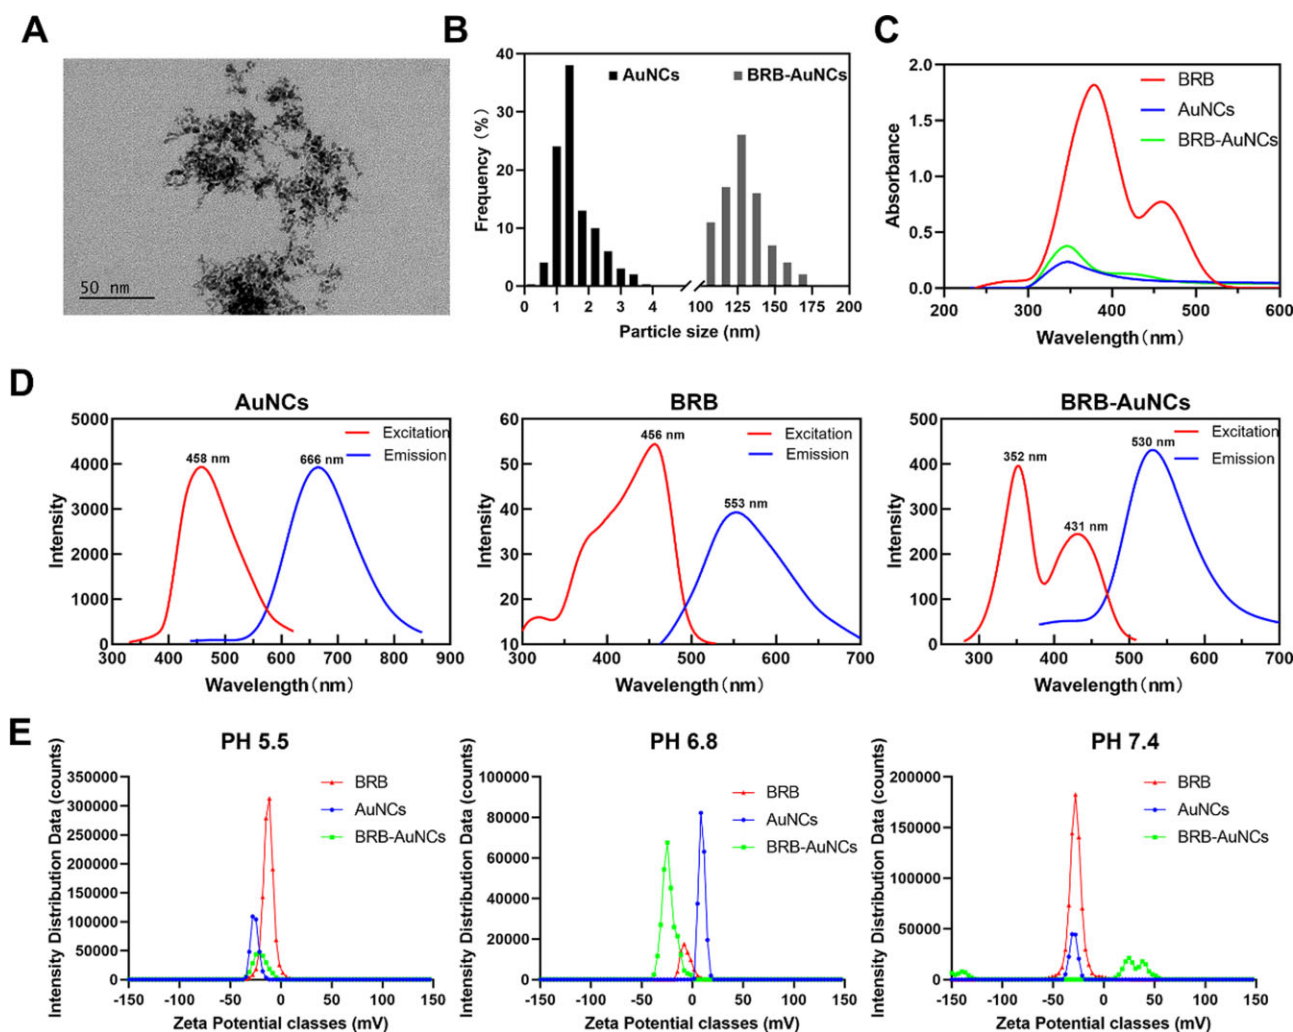 A
50 nm
B
AuNCs BRB-AuNCs
Frequency (%)
40
30
20
10
0
0 1 2 3 4 100 125 150 175 200
Particle size (nm)
C
BRB
AuNCs
BRB-AuNCs
Absorbance
2.0
1.5
1.0
0.5
0.0
200 300 400 500 600
Wavelength(nm)
D
AuNCs
Excitation
Emission
458 nm 666 nm
Intensity
5000
4000
3000
2000
1000
0
300 400 500 600 700 800 900
Wavelength(nm)
BRB
Excitation
Emission
456 nm
553 nm
Intensity
60
50
40
30
20
10
300 400 500 600 700
Wavelength(nm)
BRB-AuNCs
Excitation
Emission
352 nm
431 nm
530 nm
Intensity
500
400
300
200
100
0
300 400 500 600 700
Wavelength(nm)
E
PH 5.5
BRB
AuNCs
BRB-AuNCs
Intensity Distribution Data (counts)
350000
300000
250000
200000
150000
100000
50000
0
-150 -100 -50 0 50 100 150
Zeta Potential classes (mV)
PH 6.8
BRB
AuNCs
BRB-AuNCs
Intensity Distribution Data (counts)
100000
80000
60000
40000
20000
0
-150 -100 -50 0 50 100 150
Zeta Potential classes (mV)
PH 7.4
BRB
AuNCs
BRB-AuNCs
Intensity Distribution Data (counts)
200000
150000
100000
50000
0
-150 -100 -50 0 50 100 150
Zeta Potential classes (mV)